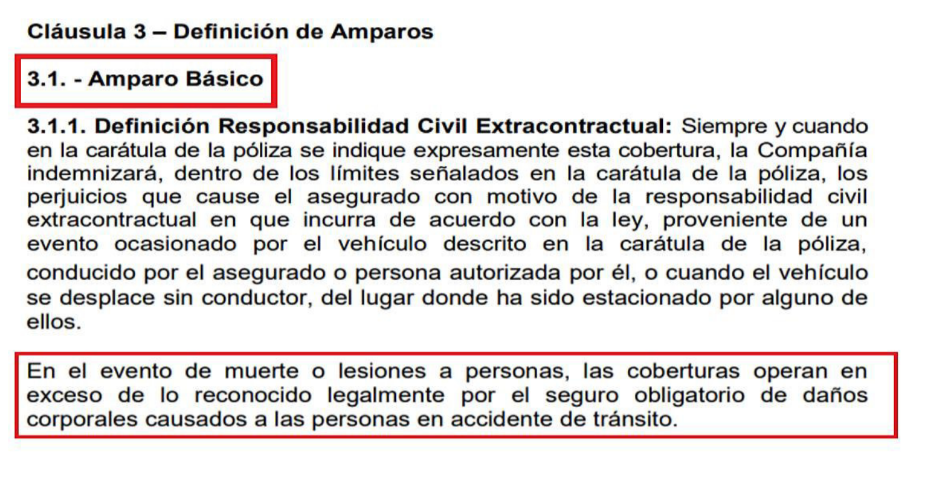 Cláusula 3 – Definición de Amparos
3.1. - Amparo Básico
3.1.1. Definición Responsabilidad Civil Extracontractual: Siempre y cuando
en la carátula de la póliza se indique expresamente esta cobertura, la Compañía
indemnizará, dentro de los límites señalados en la carátula de la póliza, los
perjuicios que cause el asegurado con motivo de la responsabilidad civil
extracontractual en que incurra de acuerdo con la ley, proveniente de un
evento ocasionado por el vehículo descrito en la carátula de la póliza,
conducido por el asegurado o persona autorizada por él, o cuando el vehículo
se desplace sin conductor, del lugar donde ha sido estacionado por alguno de
ellos.
En el evento de muerte o lesiones a personas, las coberturas operan en
exceso de lo reconocido legalmente por el seguro obligatorio de daños
corporales causados a las personas en accidente de tránsito.